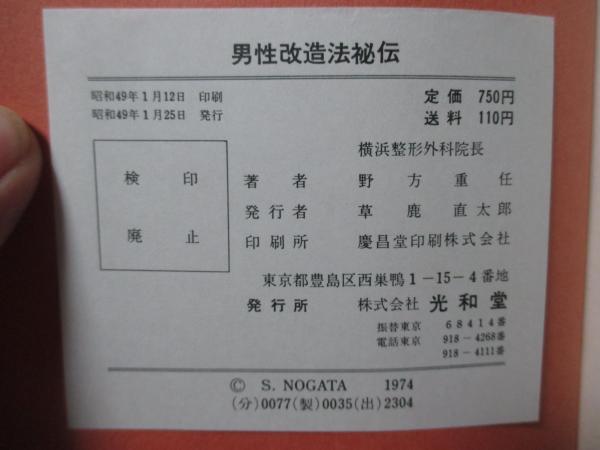 男性改造法祕伝
昭和49年1月12日 印刷
昭和49年1月25日 発行
定価 750円
送料 110円
検印
廃止
横浜整形外科院長
著者 野方重任
発行者 草鹿直太郎
印刷所 慶昌堂印刷株式会社
東京都豊島区西巣鴨1-15-4番地
発行所 株式会社 光和堂
振替東京 68414番
電話東京 918-4268番
918-4111番
© S. NOGATA 1974
(分)0077(製)0035(出)2304